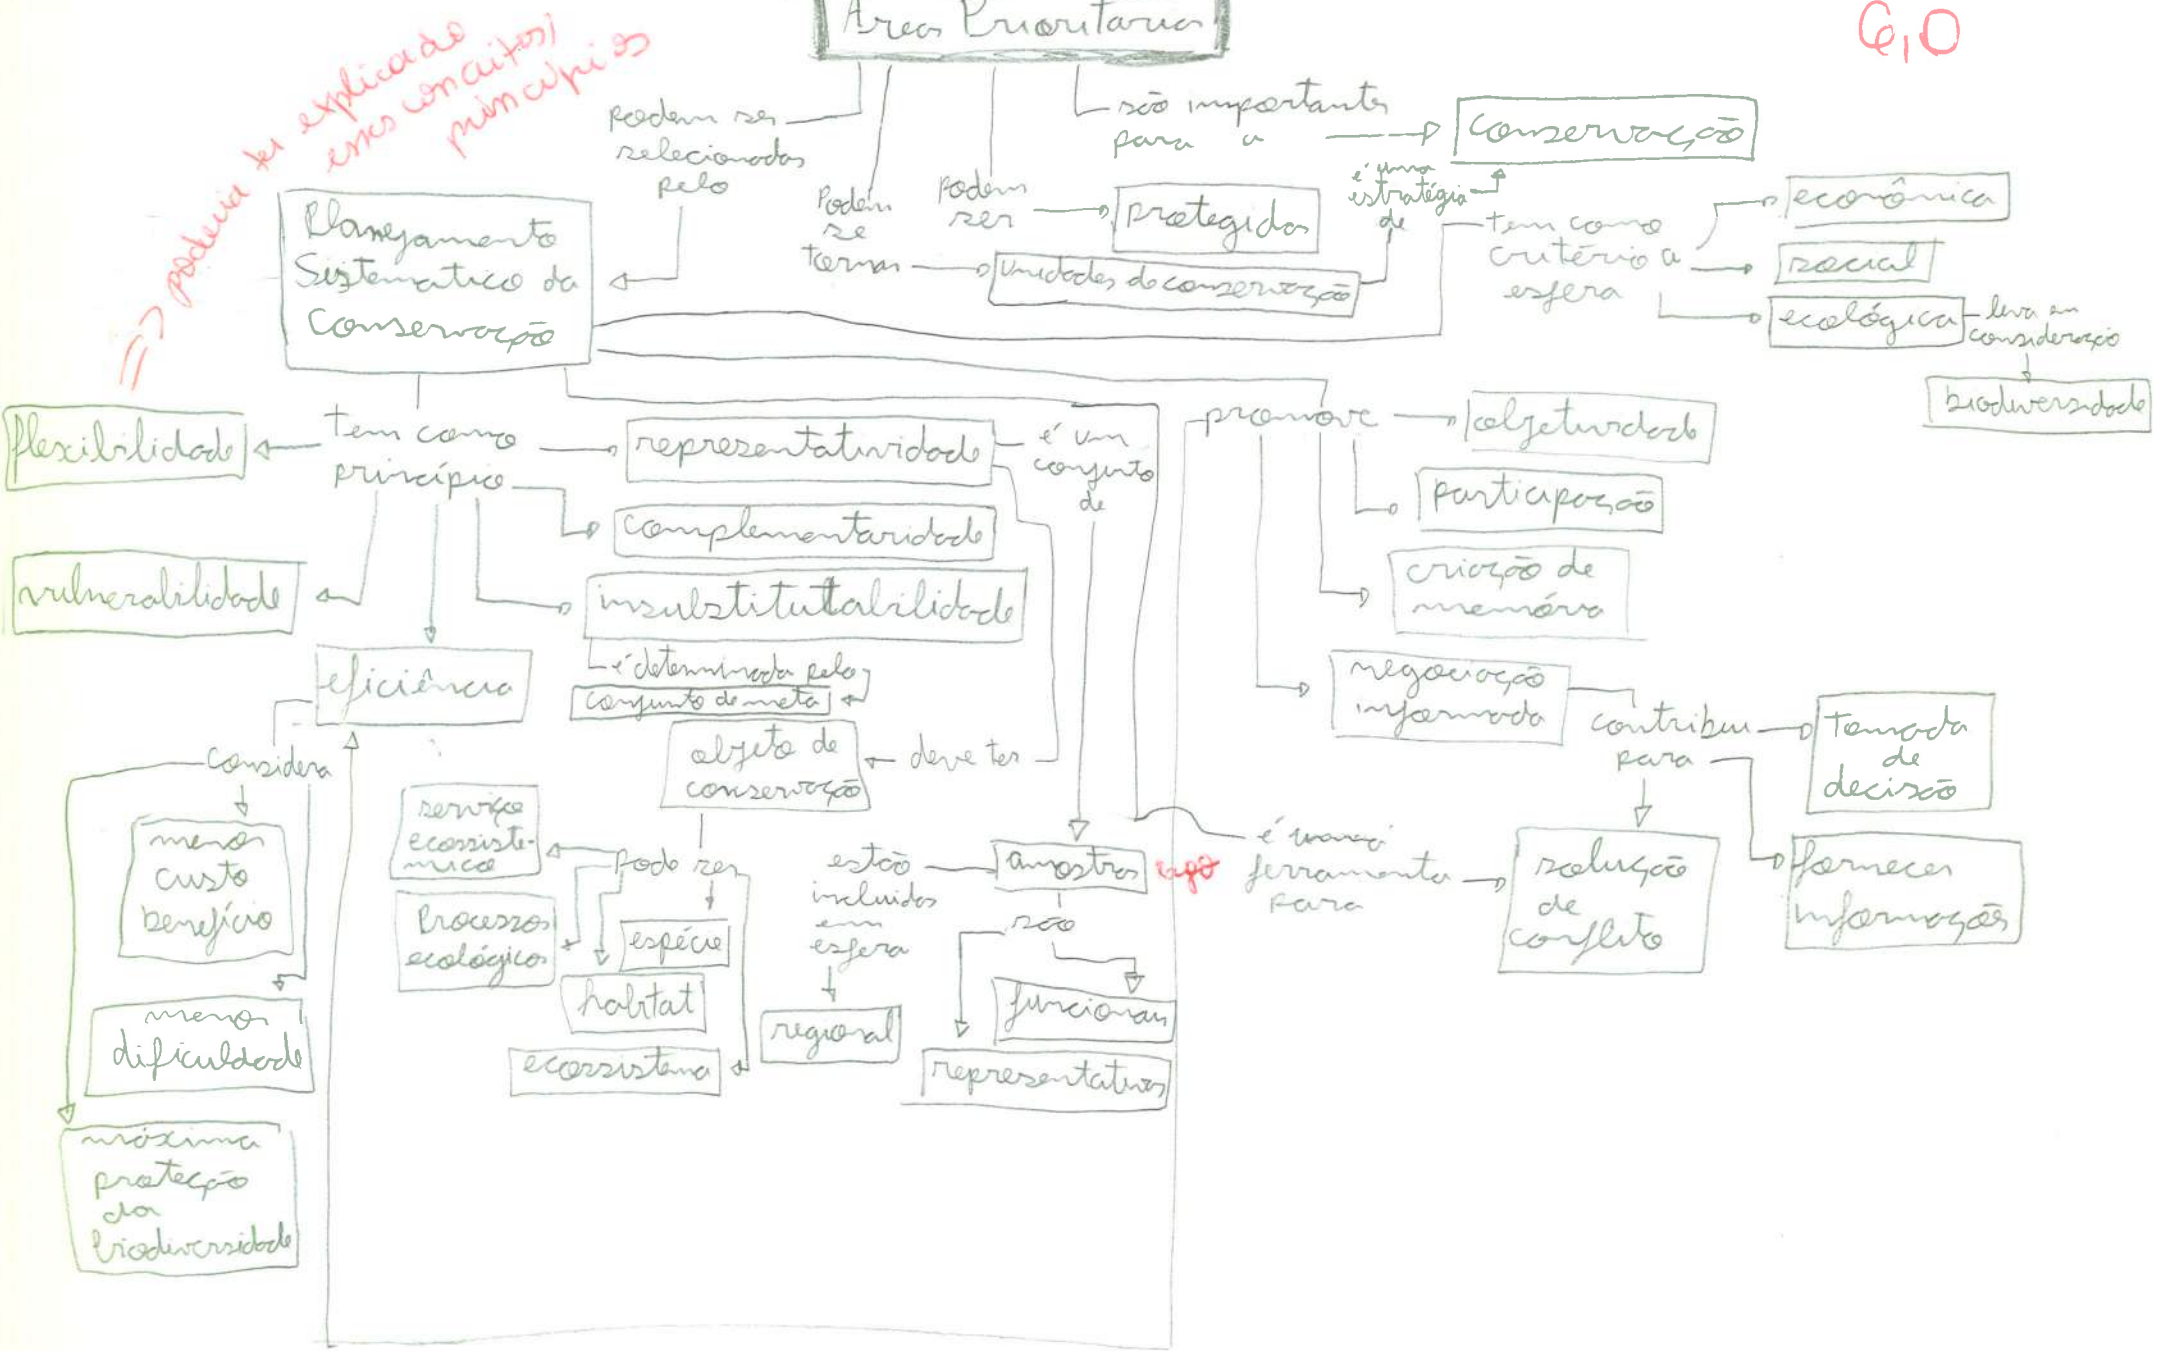 Áreas Prioritárias
6,0
=> poderia ter explicado
esses conceitos/
princípios
podem ser
selecionadas
pelo
Podem
se
tornar
podem
ser
são importantes
para a
conservação
protegidas
Unidades de conservação
é uma
estratégia
de
Planejamento
Sistematico da
Conservação
tem como
critério a
esfera
econômica
social
ecológica
leva em
consideração
biodiversidade
flexibilidade
tem como
princípio
representatividade
é um
conjunto
de
promove
objetividade
participação
complementaridade
vulnerabilidade
insubstitutabilidade
criação de
memória
é determinada pelo
conjunto de meta
eficiência
negociação
informada
contribui
para
tomada
de
decisão
objeto de
conservação
deve ter
considera
menor
custo
benefício
serviço
ecossistê-
mico
pode ser
estão
incluidas
em
esfera
amostras
é uma
ferramenta
para
solução
de
conflito
fornecer
informações
Processos
ecológicos
espécie
são
habitat
regional
funcionais
menor
dificuldade
ecossistema
representativas
máxima
proteção
da
biodiversidade